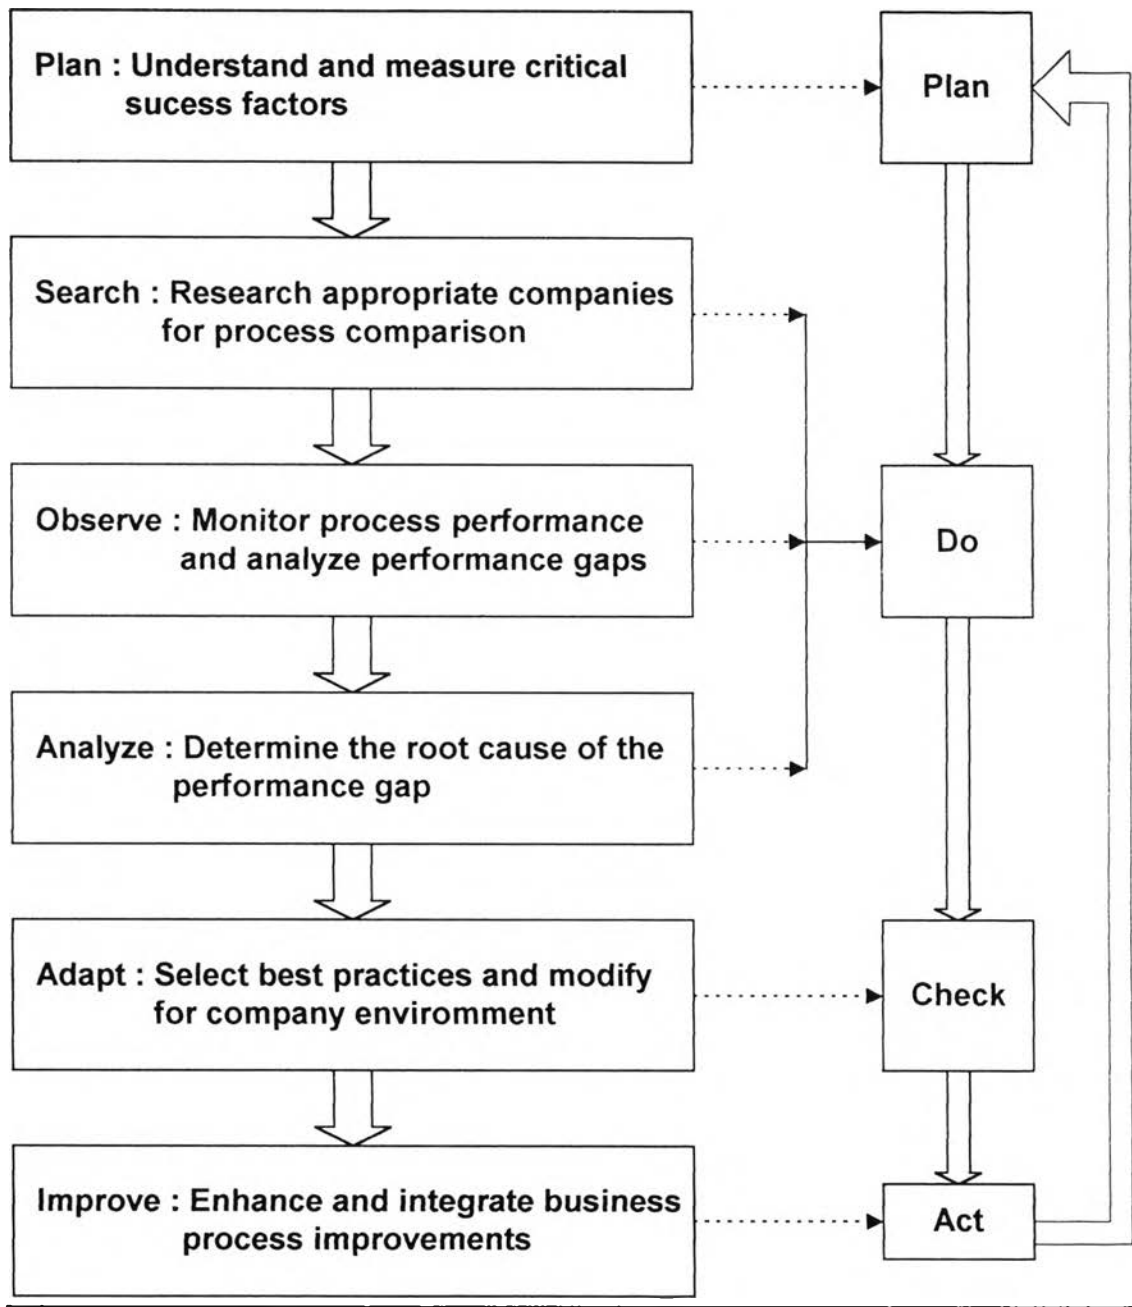 Plan : Understand and measure critical
sucess factors
Plan
Search : Research appropriate companies
for process comparison
Observe : Monitor process performance
and analyze performance gaps
Do
Analyze : Determine the root cause of the
performance gap
Adapt : Select best practices and modify
for company enviromment
Check
Improve : Enhance and integrate business
process improvements
Act